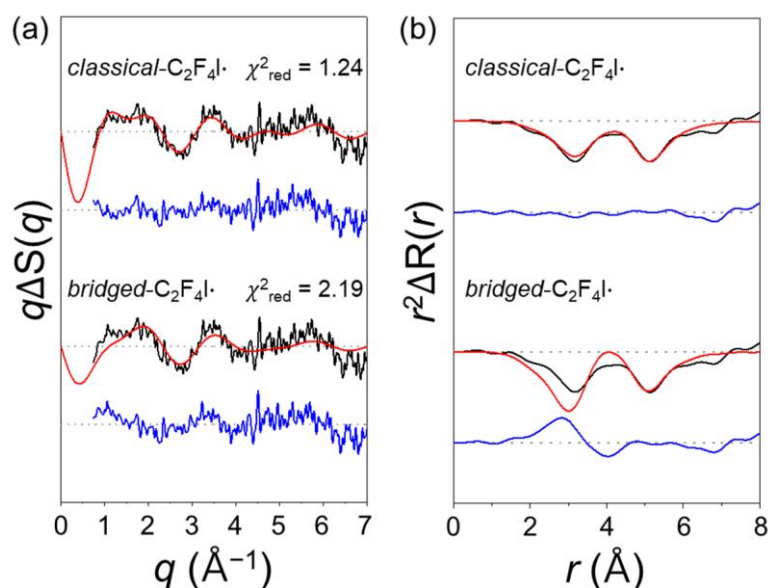 (a)
classical-C₂F₄I· χ²red = 1.24
bridged-C₂F₄I· χ²red = 2.19
qΔS(q)
0 1 2 3 4 5 6 7
q (Å⁻¹)
(b)
classical-C₂F₄I·
bridged-C₂F₄I·
r²ΔR(r)
0 2 4 6 8
r (Å)